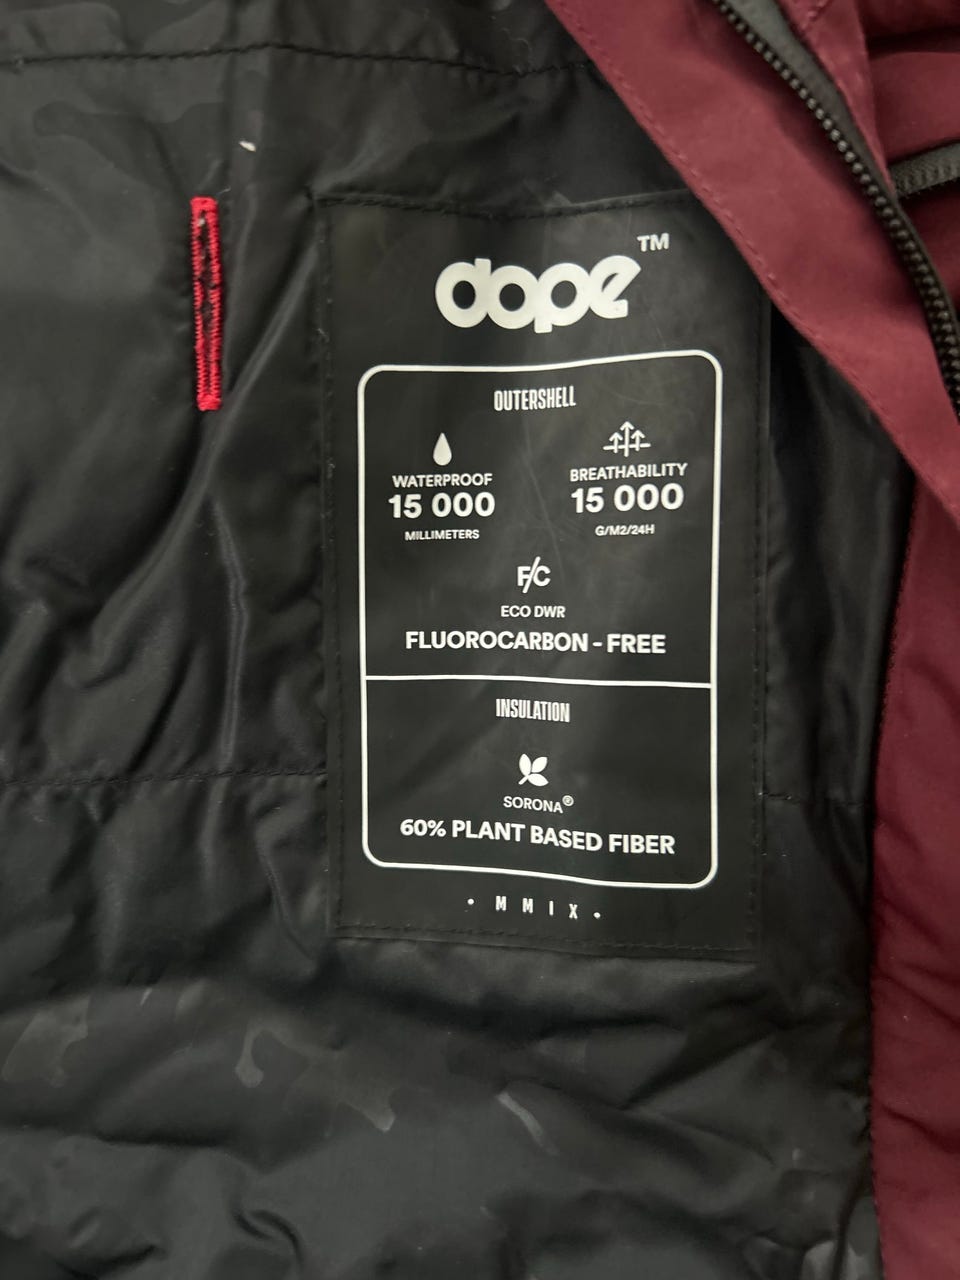 dope™
OUTERSHELL
WATERPROOF
15 000
MILLIMETERS
BREATHABILITY
15 000
G/M2/24H
F/C
ECO DWR
FLUOROCARBON - FREE
INSULATION
SORONA®
60% PLANT BASED FIBER
• M M I X •